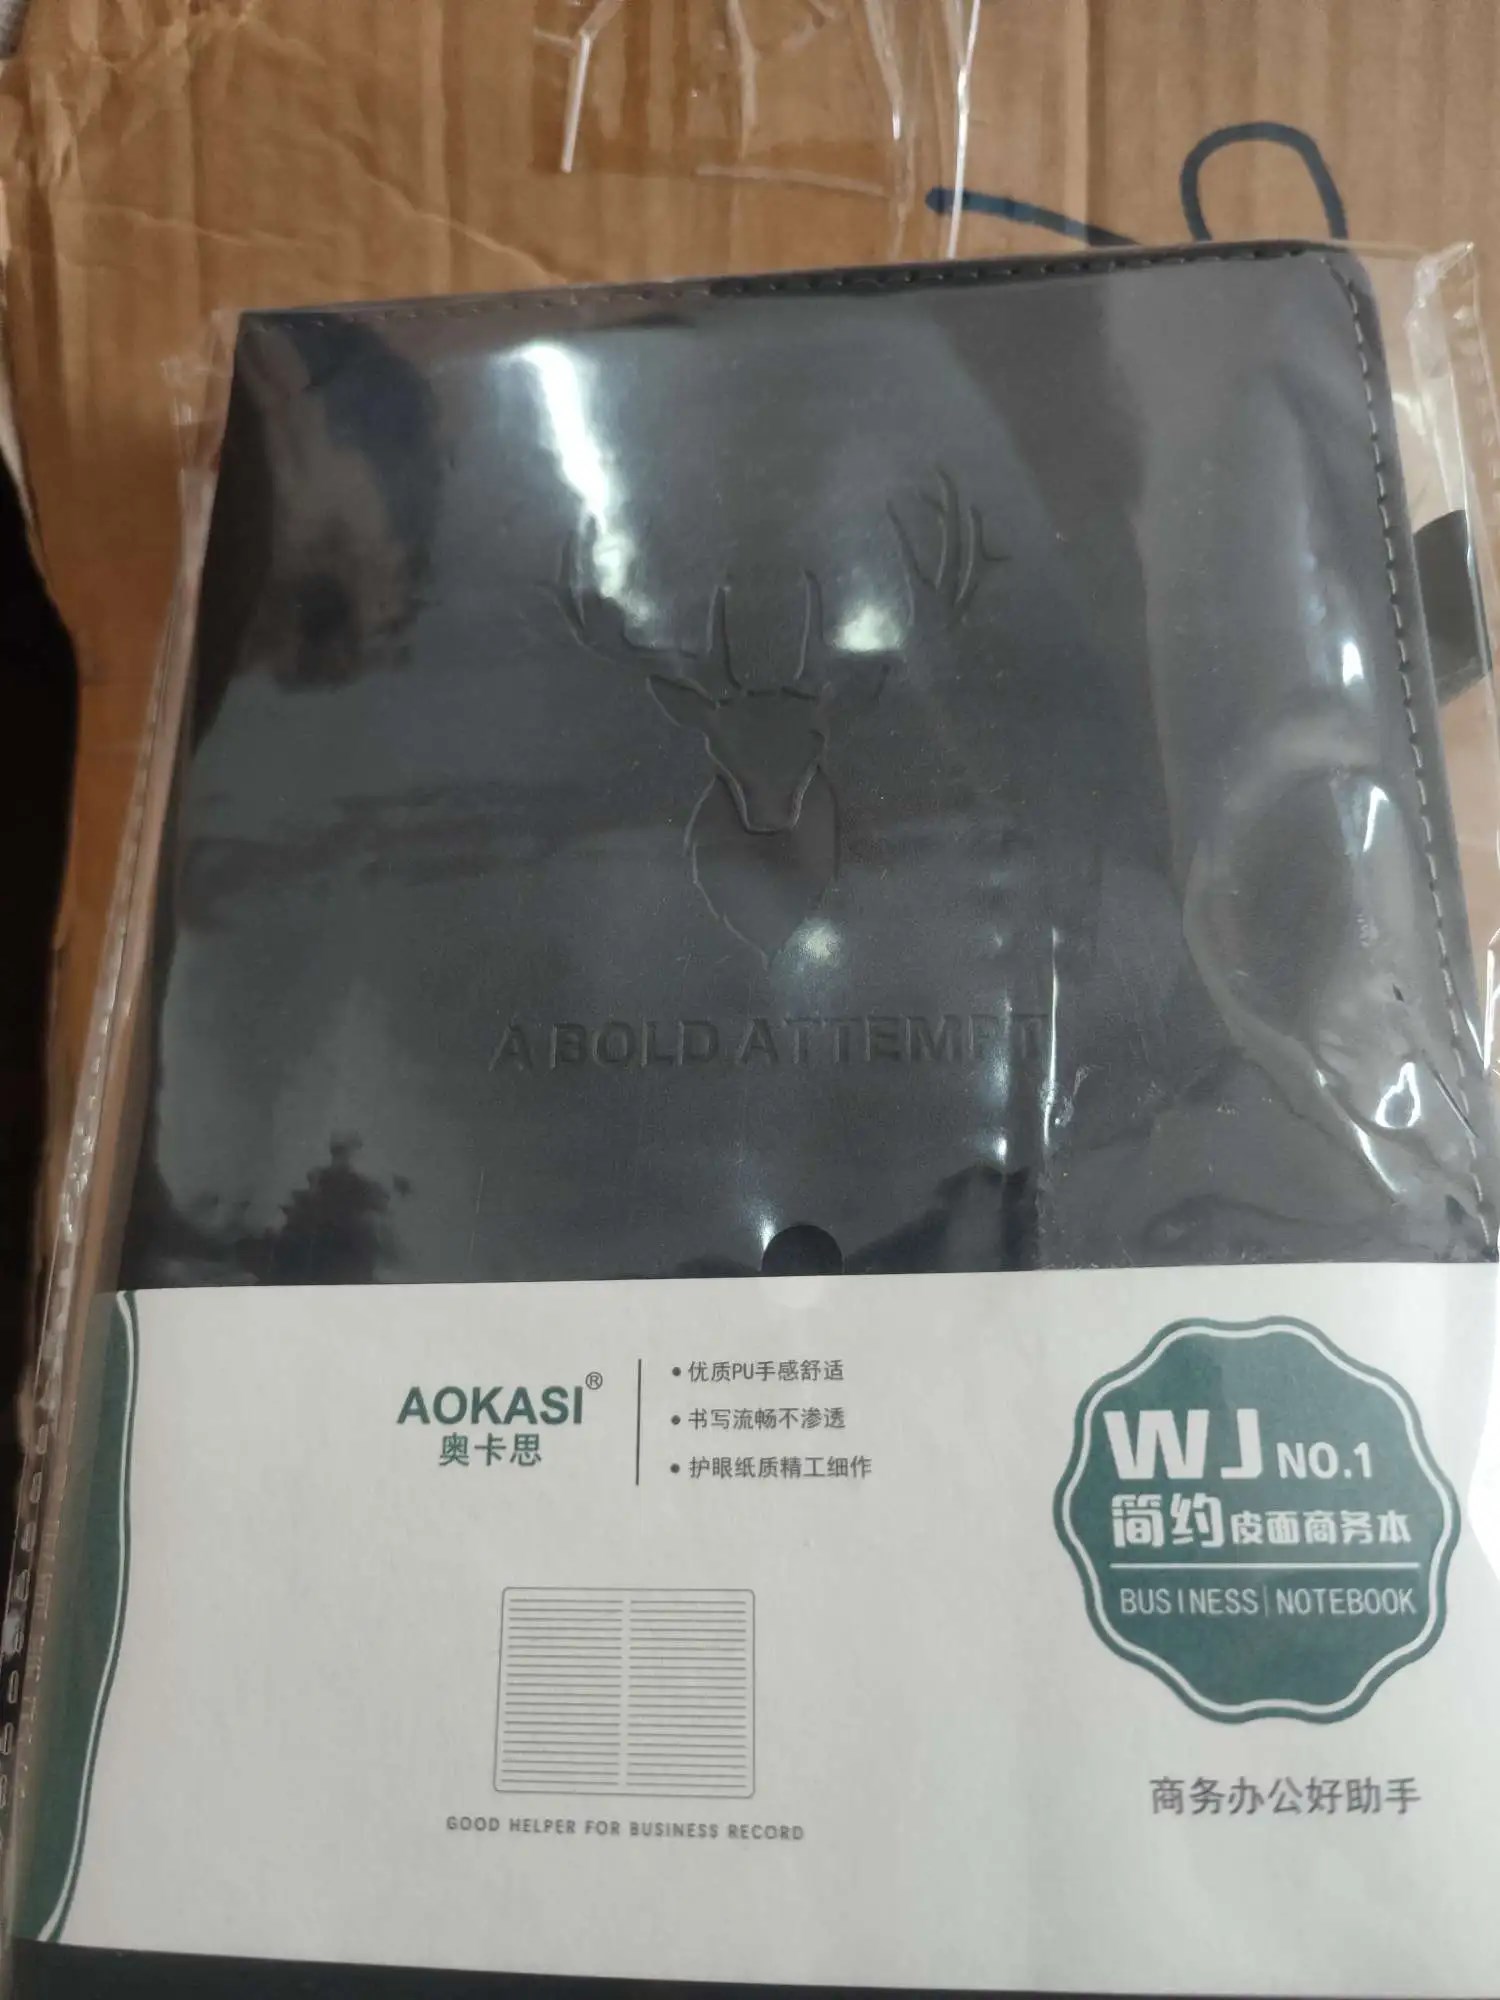 A BOLD ATTEMPT
AOKASI®
奥卡思
• 优质PU手感舒适
• 书写流畅不渗透
• 护眼纸质精工细作
WJ NO.1
简约皮面商务本
BUSINESS|NOTEBOOK
商务办公好助手
GOOD HELPER FOR BUSINESS RECORD